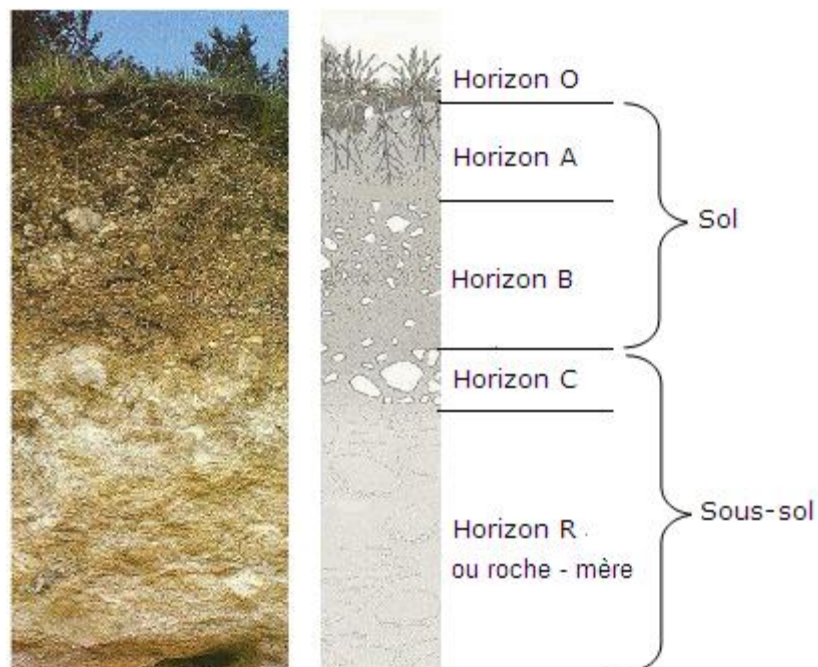 Horizon O
Horizon A
Sol
Horizon B
Horizon C
Horizon R
Sous-sol
ou roche - mère